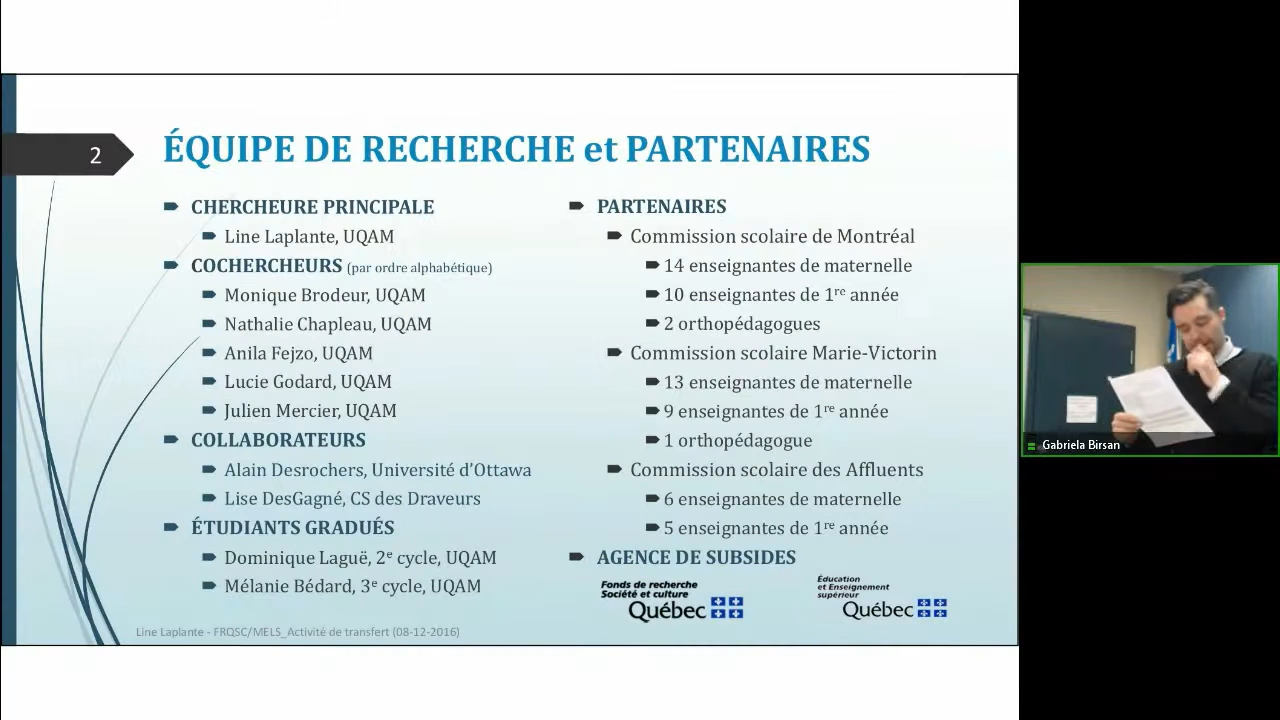 2
ÉQUIPE DE RECHERCHE et PARTENAIRES
CHERCHEURE PRINCIPALE
Line Laplante, UQAM
COCHERCHEURS (par ordre alphabétique)
Monique Brodeur, UQAM
Nathalie Chapleau, UQAM
Anila Fejzo, UQAM
Lucie Godard, UQAM
Julien Mercier, UQAM
COLLABORATEURS
Alain Desrochers, Université d’Ottawa
Lise DesGagné, CS des Draveurs
ÉTUDIANTS GRADUÉS
Dominique Laguë, 2e cycle, UQAM
Mélanie Bédard, 3e cycle, UQAM
PARTENAIRES
Commission scolaire de Montréal
14 enseignantes de maternelle
10 enseignantes de 1re année
2 orthopédagogues
Commission scolaire Marie-Victorin
13 enseignantes de maternelle
9 enseignantes de 1re année
1 orthopédagogue
Commission scolaire des Affluents
6 enseignantes de maternelle
5 enseignantes de 1re année
AGENCE DE SUBSIDES
Fonds de recherche
Société et culture
Québec
Éducation
et Enseignement
supérieur
Québec
Line Laplante - FRQSC/MELS_Activité de transfert (08-12-2016)
Gabriela Birsan